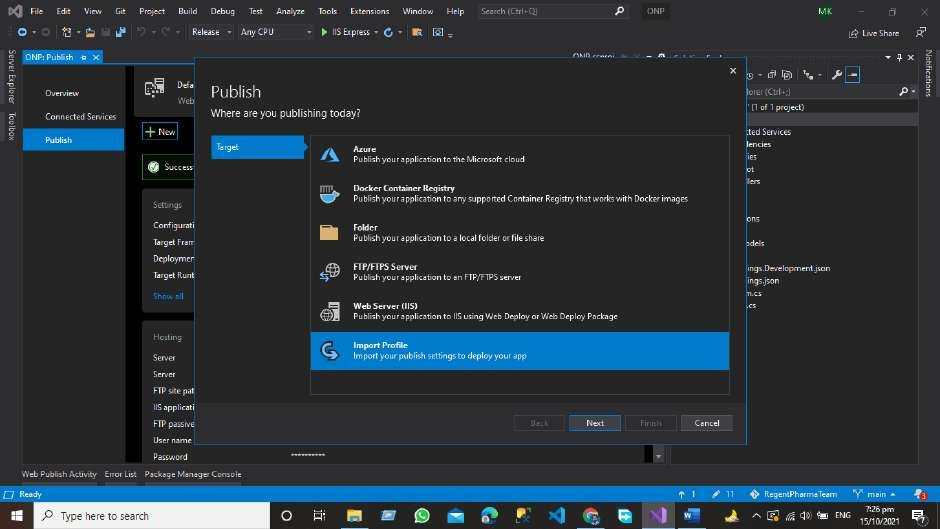 File Edit View Git Project Build Debug Test Analyze Tools Extensions Window Help Search (Ctrl+Q) ONP MK
Release Any CPU IIS Express Live Share
ONP: Publish
Server Explorer
Toolbox
Notifications
Overview
Connected Services
Publish
Defa
Web
New
Success
Settings
Configurati
Target Fram
Deploymen
Target Runt
Show all
Hosting
Server
Server
FTP site pat
IIS applicati
FTP passive
User name
Password **********
Publish
Where are you publishing today?
Target
Azure
Publish your application to the Microsoft cloud
Docker Container Registry
Publish your application to any supported Container Registry that works with Docker images
Folder
Publish your application to a local folder or file share
FTP/FTPS Server
Publish your application to an FTP/FTPS server
Web Server (IIS)
Publish your application to IIS using Web Deploy or Web Deploy Package
Import Profile
Import your publish settings to deploy your app
Back Next Finish Cancel
lorer (Ctrl+;)
' (1 of 1 project)
cted Services
dencies
ies
ot
llers
ons
odels
ings.Development.json
ings.json
m.cs
.cs
Web Publish Activity Error List Package Manager Console
Ready 1 11 RegentPharmaTeam main 3
Type here to search
ENG
7:26 pm
15/10/2021
7